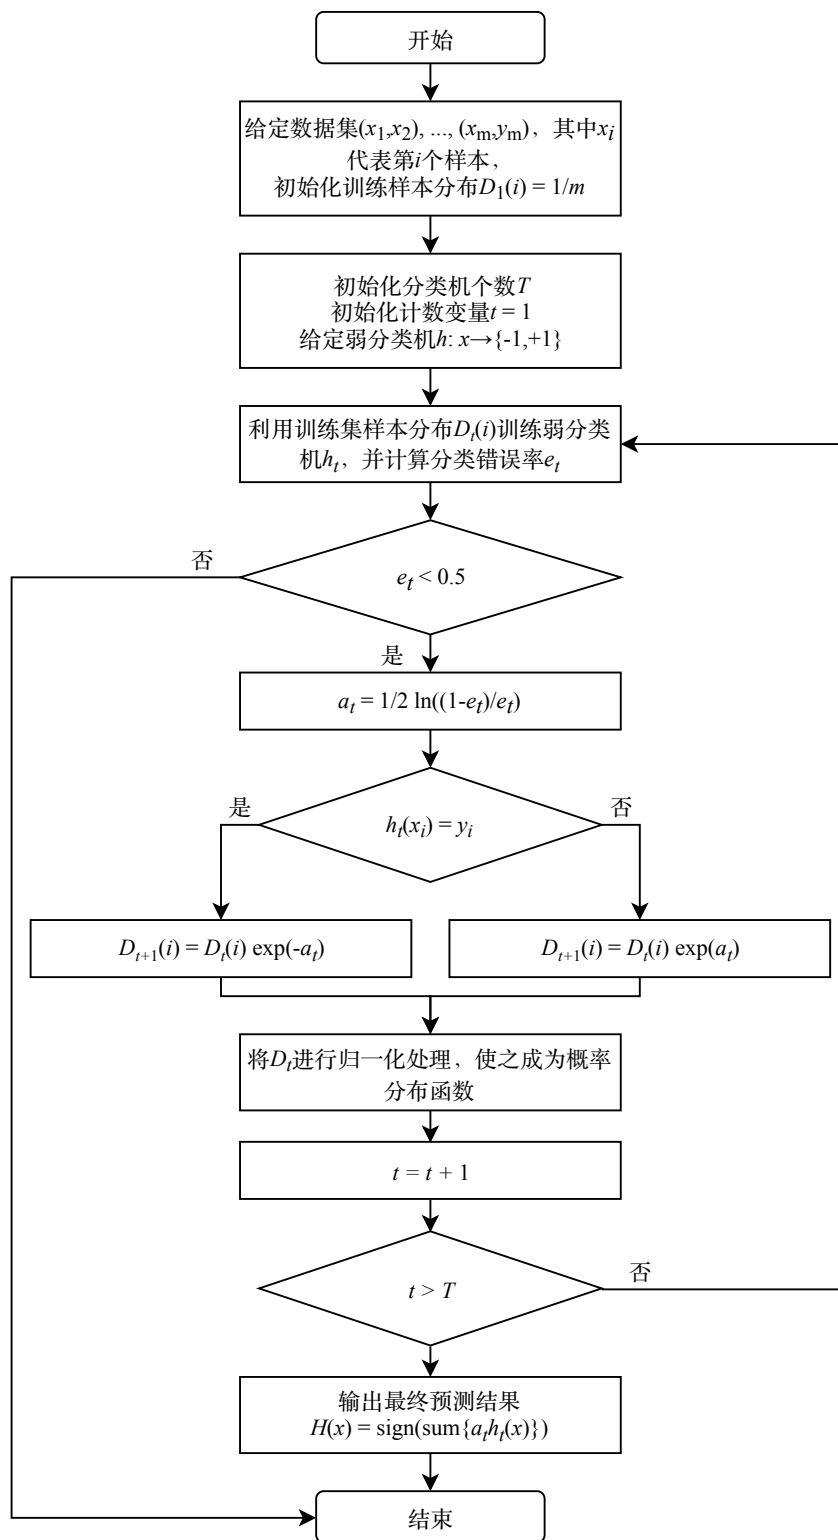 开始
给定数据集(x₁,x₂), ..., (xₘ,yₘ)，其中xᵢ
代表第i个样本，
初始化训练样本分布D₁(i) = 1/m
初始化分类机个数T
初始化计数变量t = 1
给定弱分类机h: x→{-1,+1}
利用训练集样本分布Dₜ(i)训练弱分类
机hₜ，并计算分类错误率eₜ
否
eₜ < 0.5
是
aₜ = 1/2 ln((1-eₜ)/eₜ)
是
hₜ(xᵢ) = yᵢ
否
Dₜ₊₁(i) = Dₜ(i) exp(-aₜ)
Dₜ₊₁(i) = Dₜ(i) exp(aₜ)
将Dₜ进行归一化处理，使之成为概率
分布函数
t = t + 1
t > T
否
输出最终预测结果
H(x) = sign(sum{aₜhₜ(x)})
结束